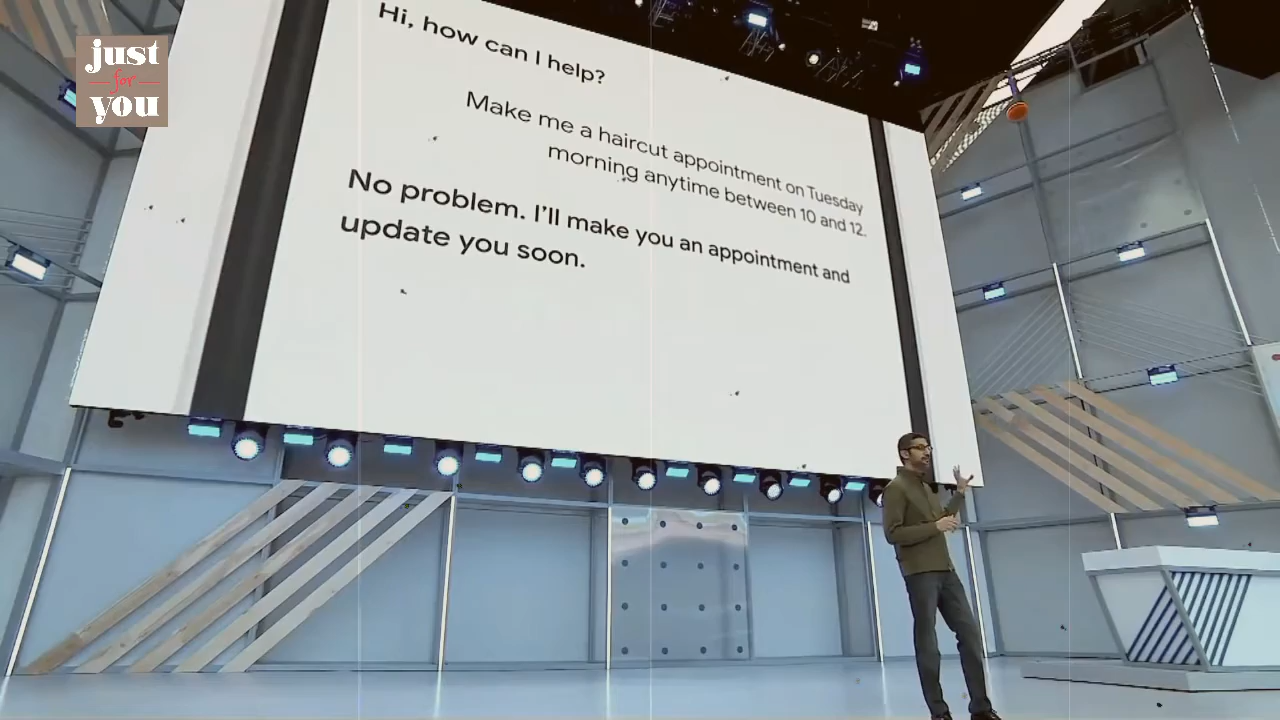 just
for
you
Hi, how can I help?
Make me a haircut appointment on Tuesday
morning anytime between 10 and 12.
No problem. I'll make you an appointment and
update you soon.